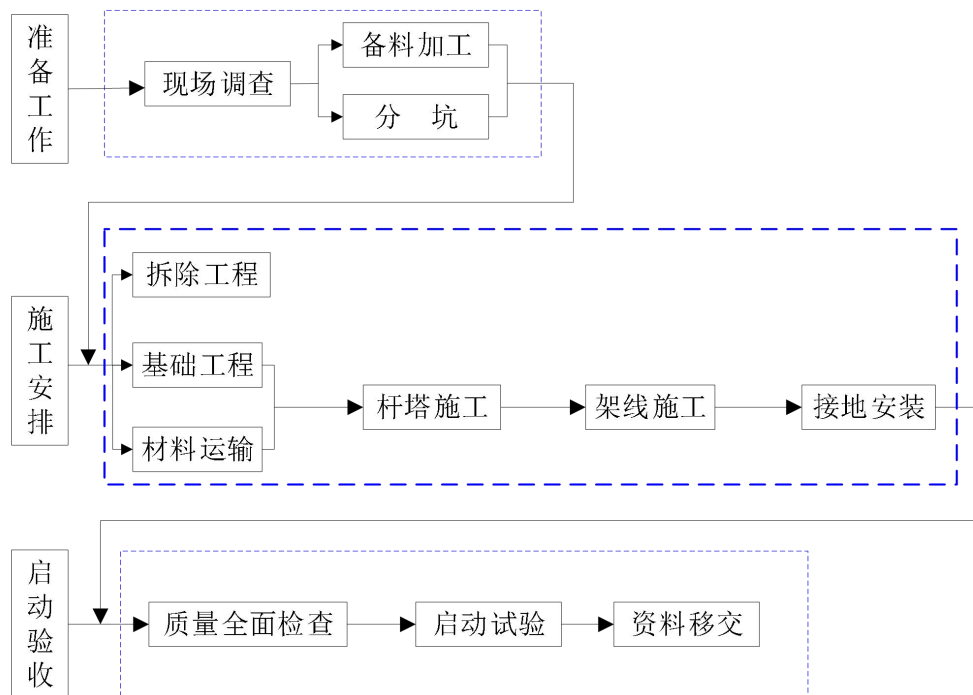 准备工作
现场调查
备料加工
分 坑
施工安排
拆除工程
基础工程
材料运输
杆塔施工
架线施工
接地安装
启动验收
质量全面检查
启动试验
资料移交